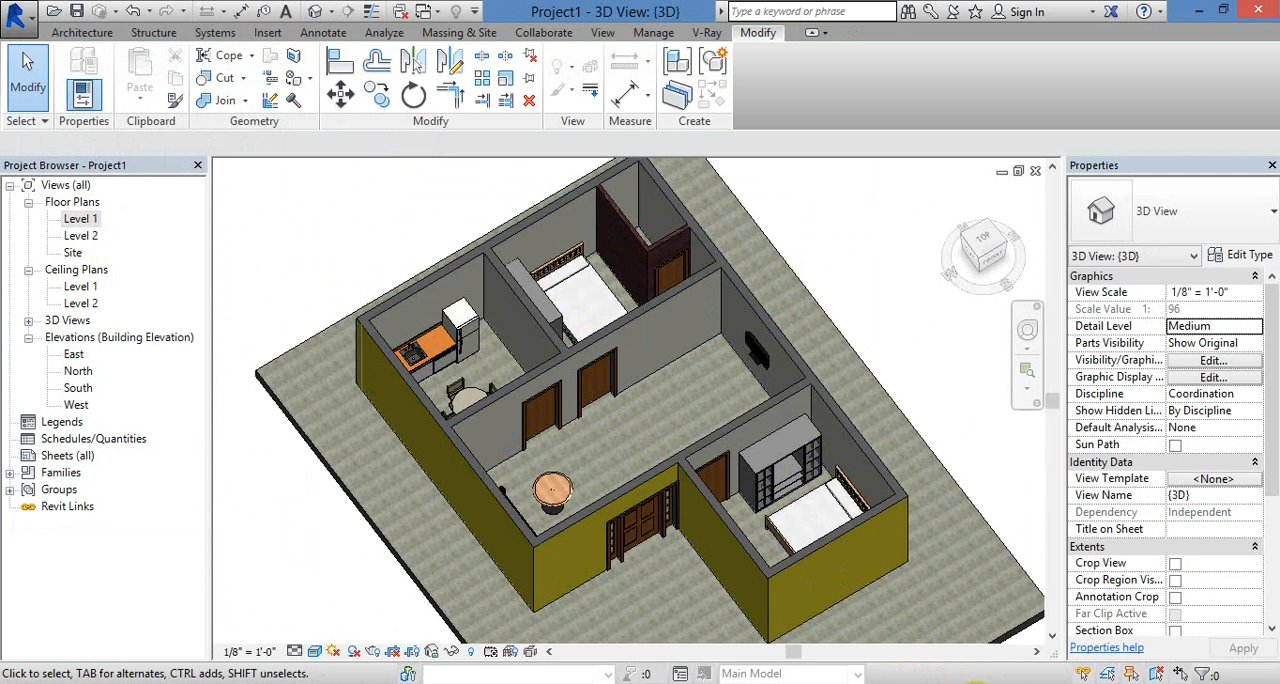 Project1 - 3D View: {3D}
Type a keyword or phrase
Sign In
Architecture Structure Systems Insert Annotate Analyze Massing & Site Collaborate View Manage V-Ray Modify
Modify
Paste
Cope
Cut
Join
Select Properties Clipboard Geometry Modify View Measure Create
Project Browser - Project1
Views (all)
Floor Plans
Level 1
Level 2
Site
Ceiling Plans
Level 1
Level 2
3D Views
Elevations (Building Elevation)
East
North
South
West
Legends
Schedules/Quantities
Sheets (all)
Families
Groups
Revit Links
TOP
FRONT
Properties
3D View
3D View: {3D} Edit Type
Graphics
View Scale 1/8" = 1'-0"
Scale Value 1: 96
Detail Level Medium
Parts Visibility Show Original
Visibility/Graphi... Edit...
Graphic Display ... Edit...
Discipline Coordination
Show Hidden Li... By Discipline
Default Analysis... None
Sun Path
Identity Data
View Template <None>
View Name {3D}
Dependency Independent
Title on Sheet
Extents
Crop View
Crop Region Vis...
Annotation Crop
Far Clip Active
Section Box
Properties help Apply
1/8" = 1'-0"
Click to select, TAB for alternates, CTRL adds, SHIFT unselects.
:0
Main Model
:0